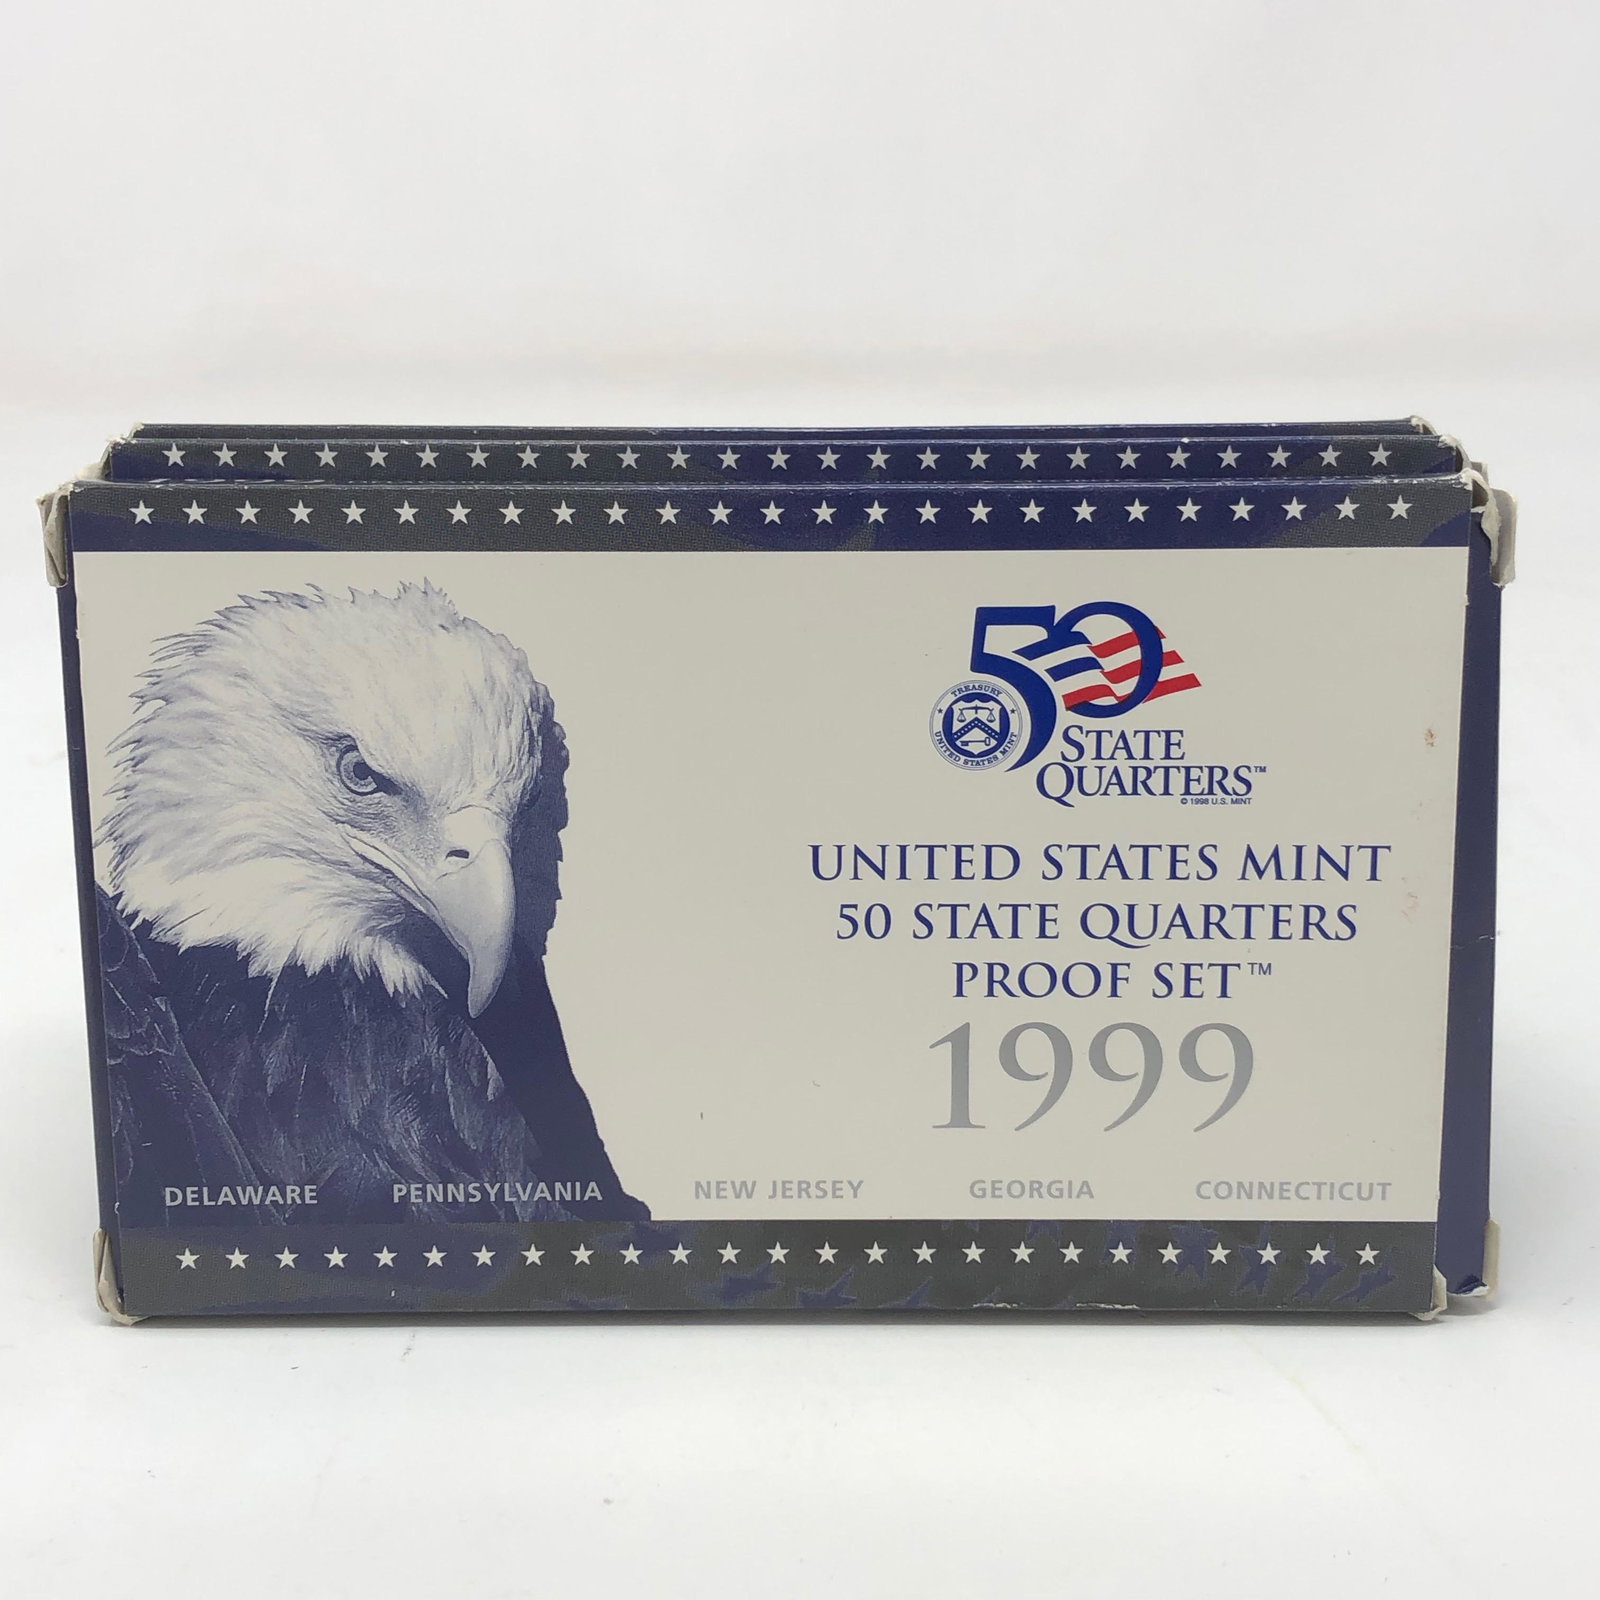 50
TREASURY
UNITED STATES MINT
STATE
QUARTERS™
© 1998 U.S. MINT
UNITED STATES MINT
50 STATE QUARTERS
PROOF SET™
1999
DELAWARE PENNSYLVANIA NEW JERSEY GEORGIA CONNECTICUT